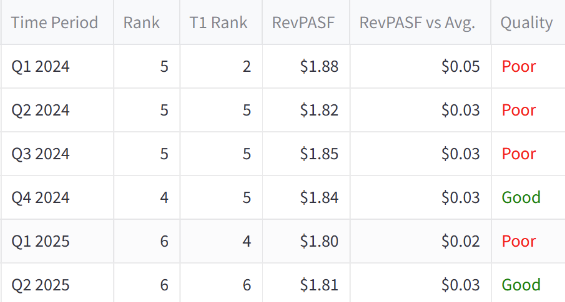 Time Period Rank T1 Rank RevPASF RevPASF vs Avg. Quality
Q1 2024 5 2 $1.88 $0.05 Poor
Q2 2024 5 5 $1.82 $0.03 Poor
Q3 2024 5 5 $1.85 $0.03 Poor
Q4 2024 4 5 $1.84 $0.03 Good
Q1 2025 6 4 $1.80 $0.02 Poor
Q2 2025 6 6 $1.81 $0.03 Good